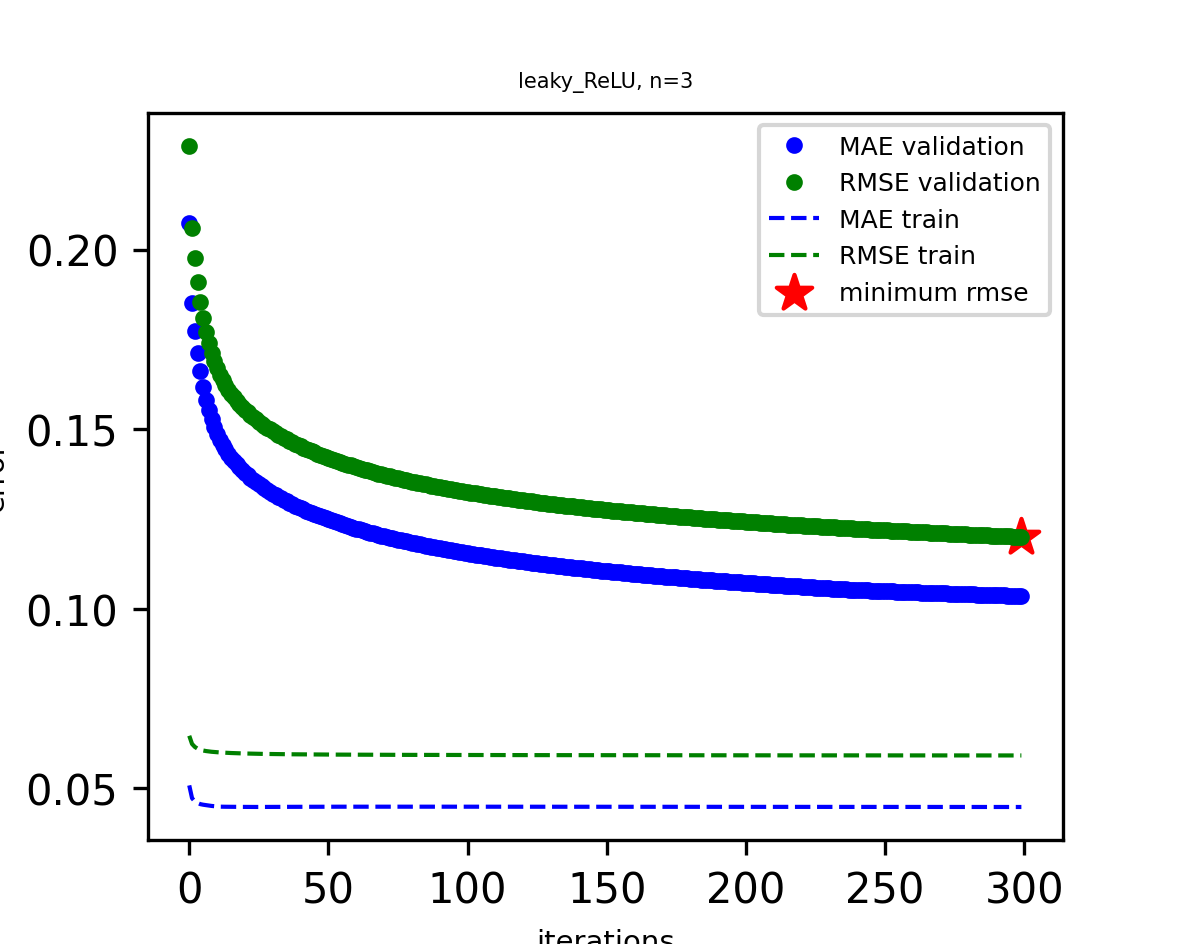 leaky_ReLU, n=3
MAE validation
RMSE validation
MAE train
RMSE train
minimum rmse
0.20
0.15
0.10
0.05
0 50 100 150 200 250 300
iterations